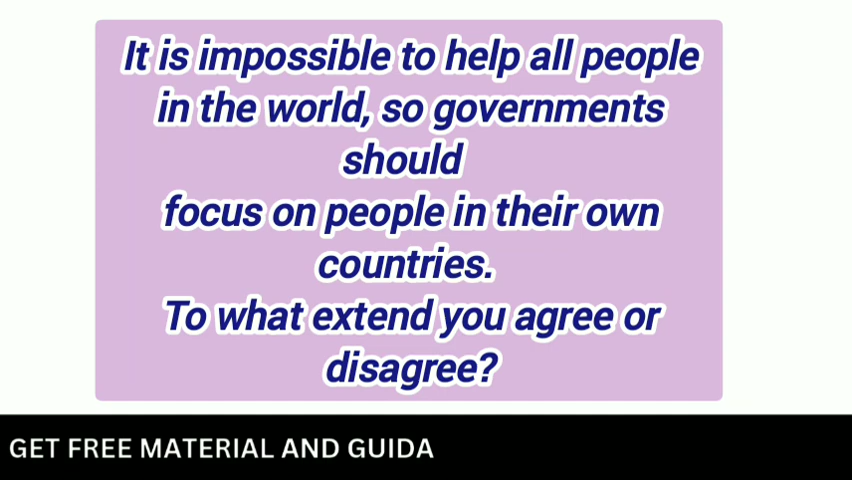 It is impossible to help all people
in the world, so governments
should
focus on people in their own
countries.
To what extend you agree or
disagree?
GET FREE MATERIAL AND GUIDA